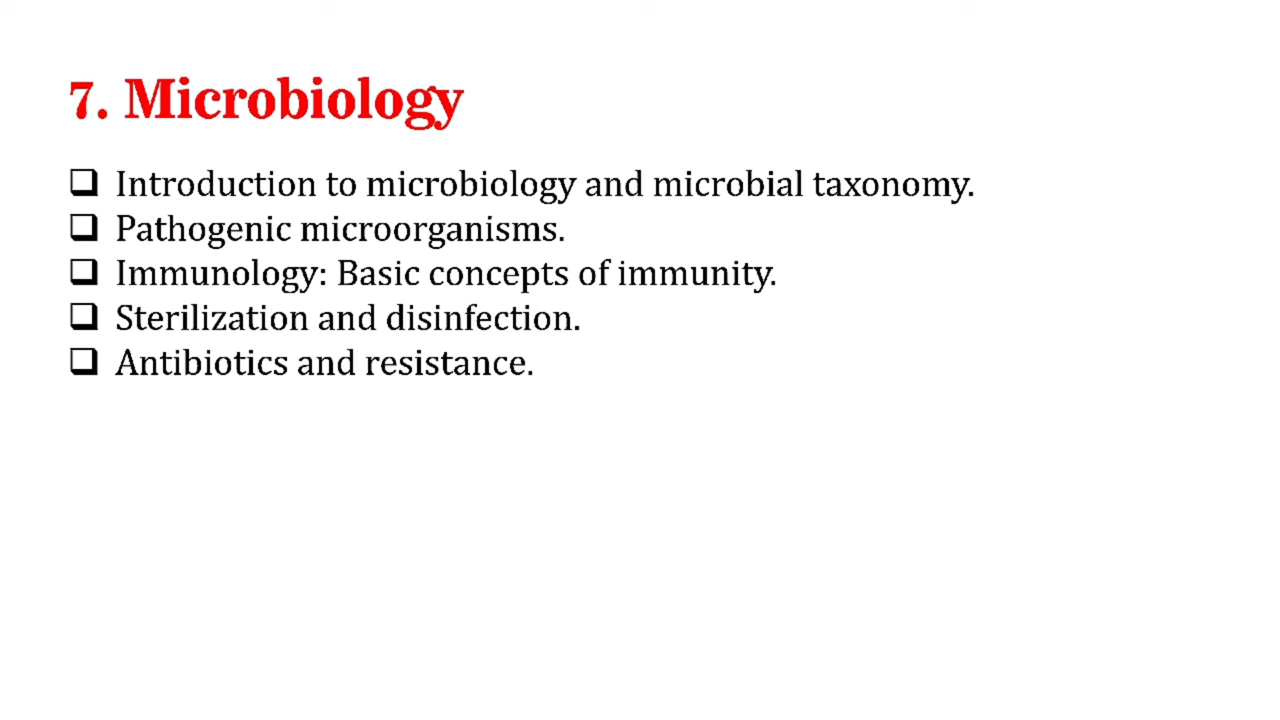 7. Microbiology
❑ Introduction to microbiology and microbial taxonomy.
❑ Pathogenic microorganisms.
❑ Immunology: Basic concepts of immunity.
❑ Sterilization and disinfection.
❑ Antibiotics and resistance.